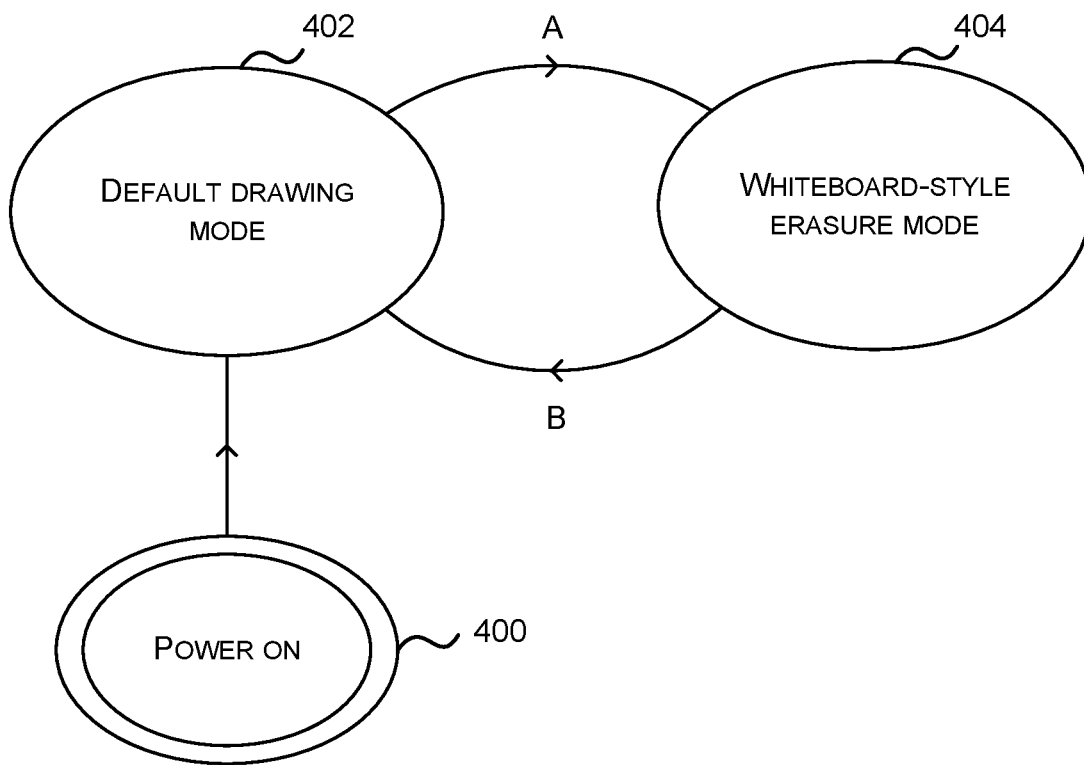 402
A
404
DEFAULT DRAWING
MODE
WHITEBOARD-STYLE
ERASURE MODE
B
POWER ON
400